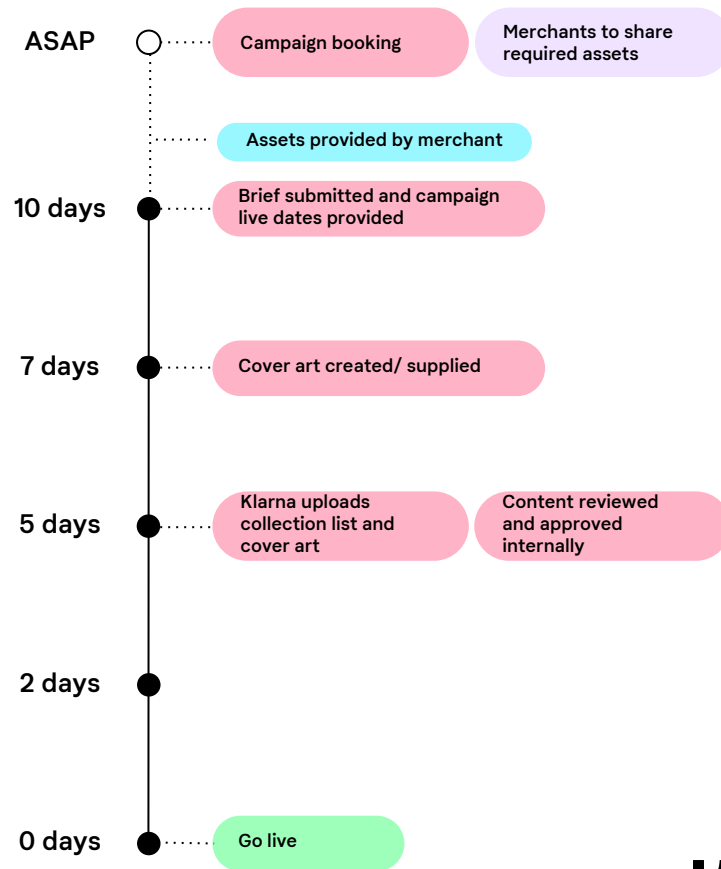 ASAP
Campaign booking
Merchants to share
required assets
Assets provided by merchant
10 days
Brief submitted and campaign
live dates provided
7 days
Cover art created/ supplied
5 days
Klarna uploads
collection list and
cover art
Content reviewed
and approved
internally
2 days
0 days
Go live